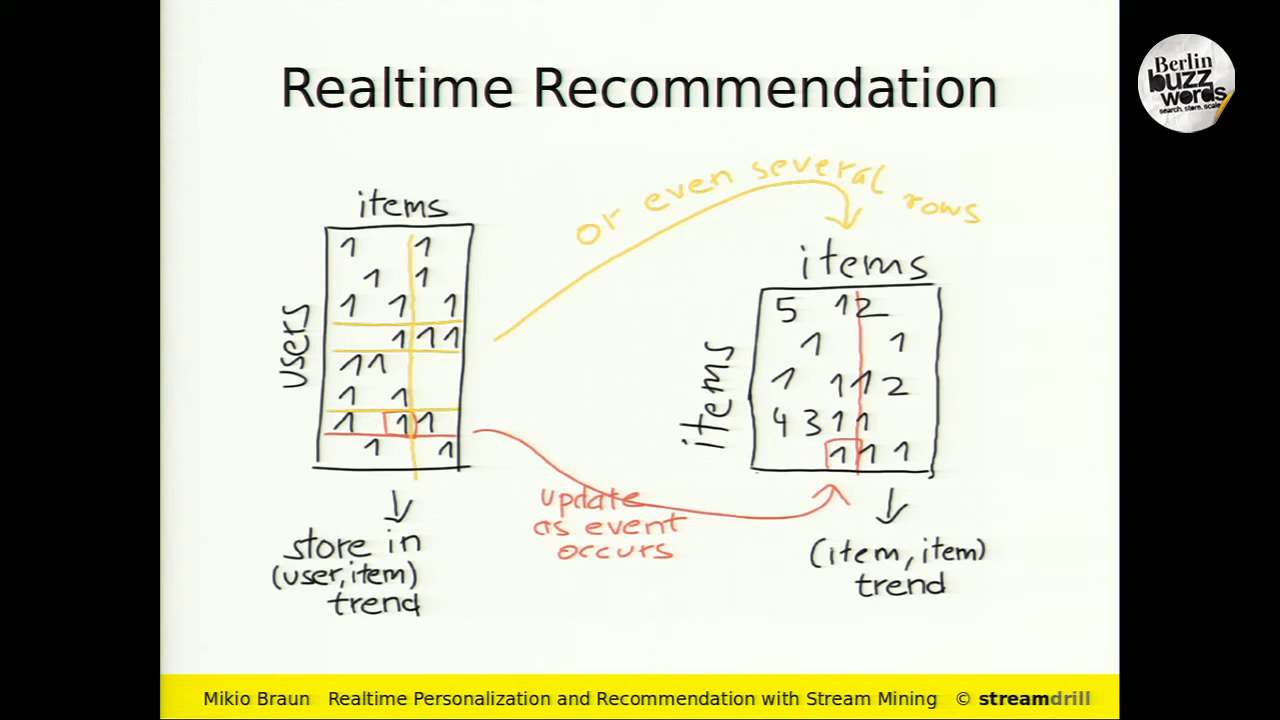 Realtime Recommendation
Berlin
buzz
words
search. store. scale
or even several rows
items
users
1 1
1 1
1 1 1
1 1 1
1 1
1 1
1 1 1
1 1
store in
(user,item)
trend
update
as event
occurs
items
items
5 1 2
1 1
1 1 1 2
4 3 1 1
1 1 1
(item, item)
trend
Mikio Braun Realtime Personalization and Recommendation with Stream Mining © streamdrill